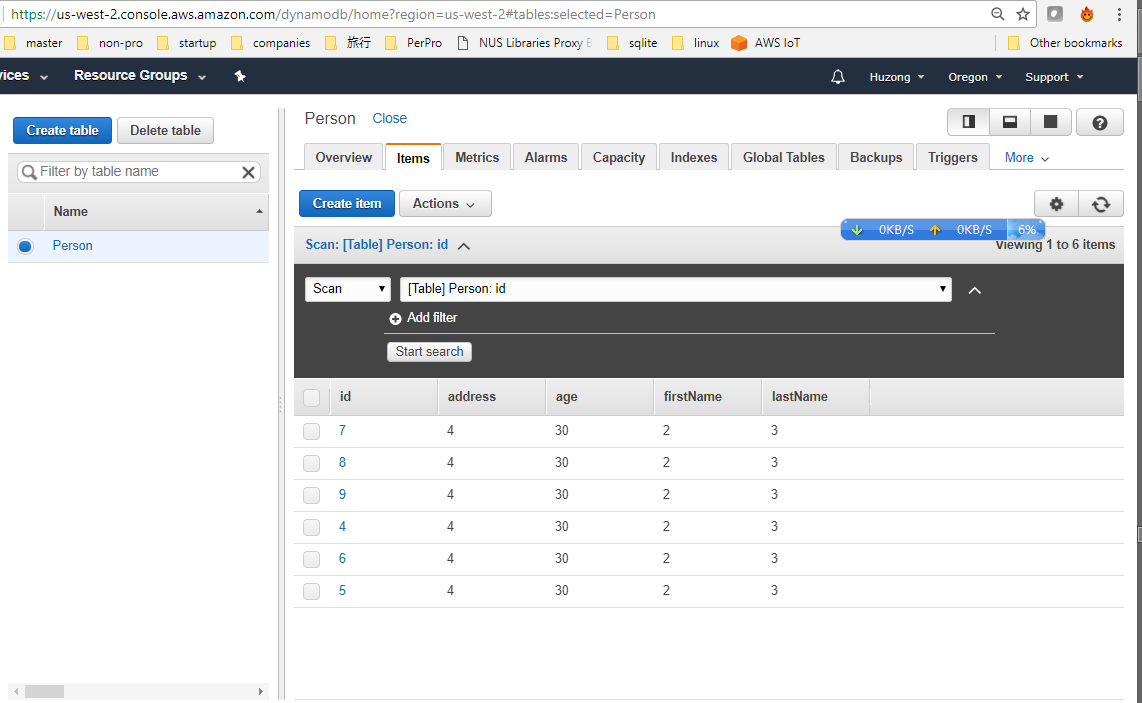 https://us-west-2.console.aws.amazon.com/dynamodb/home?region=us-west-2#tables:selected=Person
master non-pro startup companies 旅行 PerPro NUS Libraries Proxy sqlite linux AWS IoT Other bookmarks
vices Resource Groups Huzong Oregon Support
Create table Delete table
Filter by table name
Name
Person
Person Close
Overview Items Metrics Alarms Capacity Indexes Global Tables Backups Triggers More
Create item Actions
0KB/S 0KB/S 6%
Scan: [Table] Person: id Viewing 1 to 6 items
Scan [Table] Person: id
Add filter
Start search
id address age firstName lastName
7 4 30 2 3
8 4 30 2 3
9 4 30 2 3
4 4 30 2 3
6 4 30 2 3
5 4 30 2 3